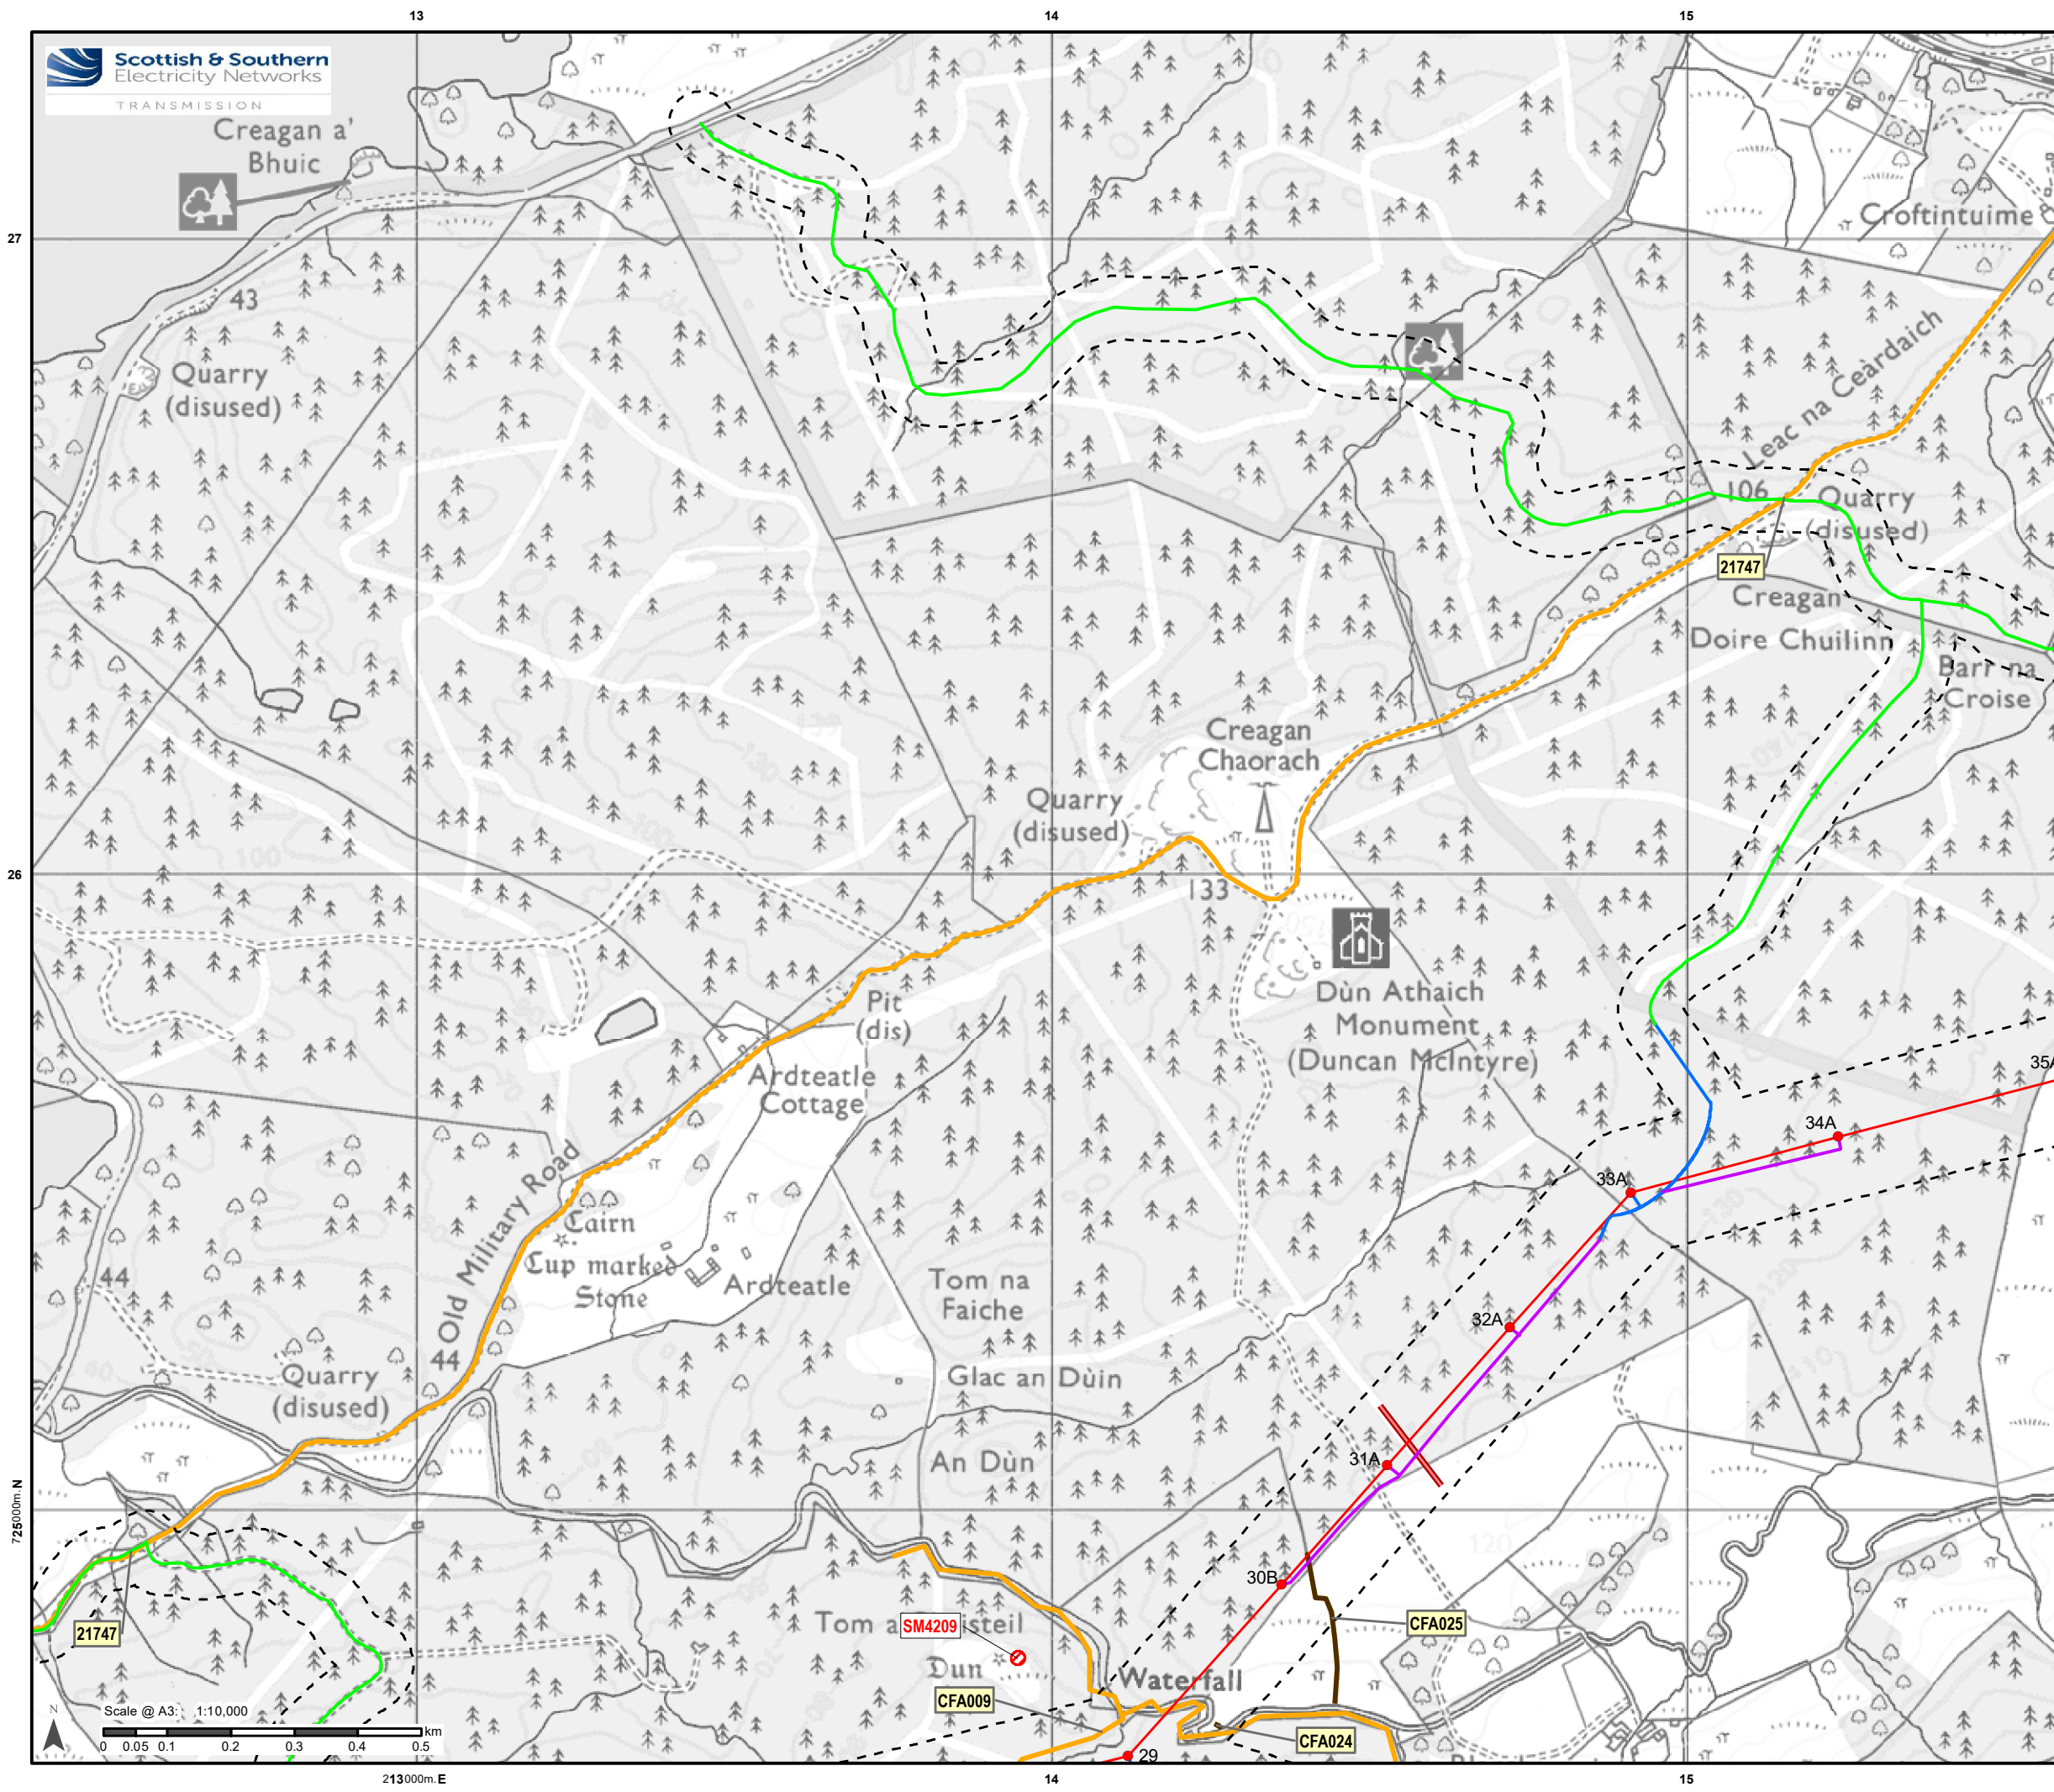 13
14
15
Scottish & Southern
Electricity Networks
TRANSMISSION
Creagan a'
Bhuic
Croftintuime
27
43
Quarry
(disused)
Leac na Ceardaich
106
Quarry
(disused)
21747
Creagan
Doire Chuilinn
Barr na
Croise
Creagan
Chaorach
Quarry
(disused)
26
100
133
150
Pit
(dis)
Dùn Athaich
Monument
(Duncan McIntyre)
Ardteatle
Cottage
35A
34A
33A
Old Military Road
Cairn
Cup marked
Stone
Ardteatle
Tom na
Faiche
44
32A
44
Quarry
(disused)
Glac an Dùin
An Dùn
31A
725000m.N
120
30B
21747
SM4209
CFA025
Dun
CFA009
Waterfall
CFA024
29
N
Scale @ A3: 1:10,000
km
0 0.05 0.1 0.2 0.3 0.4 0.5
213000m.E
14
15